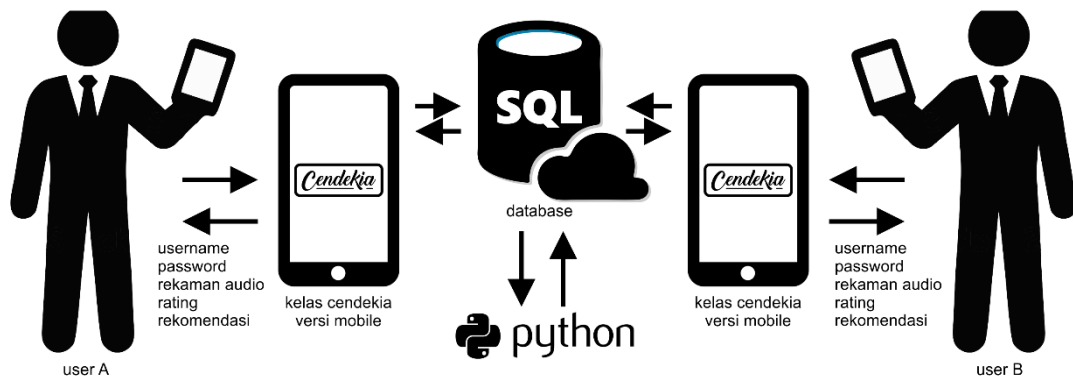 SQL
Cendekia
Cendekia
database
username
password
rekaman audio
rating
rekomendasi
kelas cendekia
versi mobile
kelas cendekia
versi mobile
username
password
rekaman audio
rating
rekomendasi
python
user A
user B